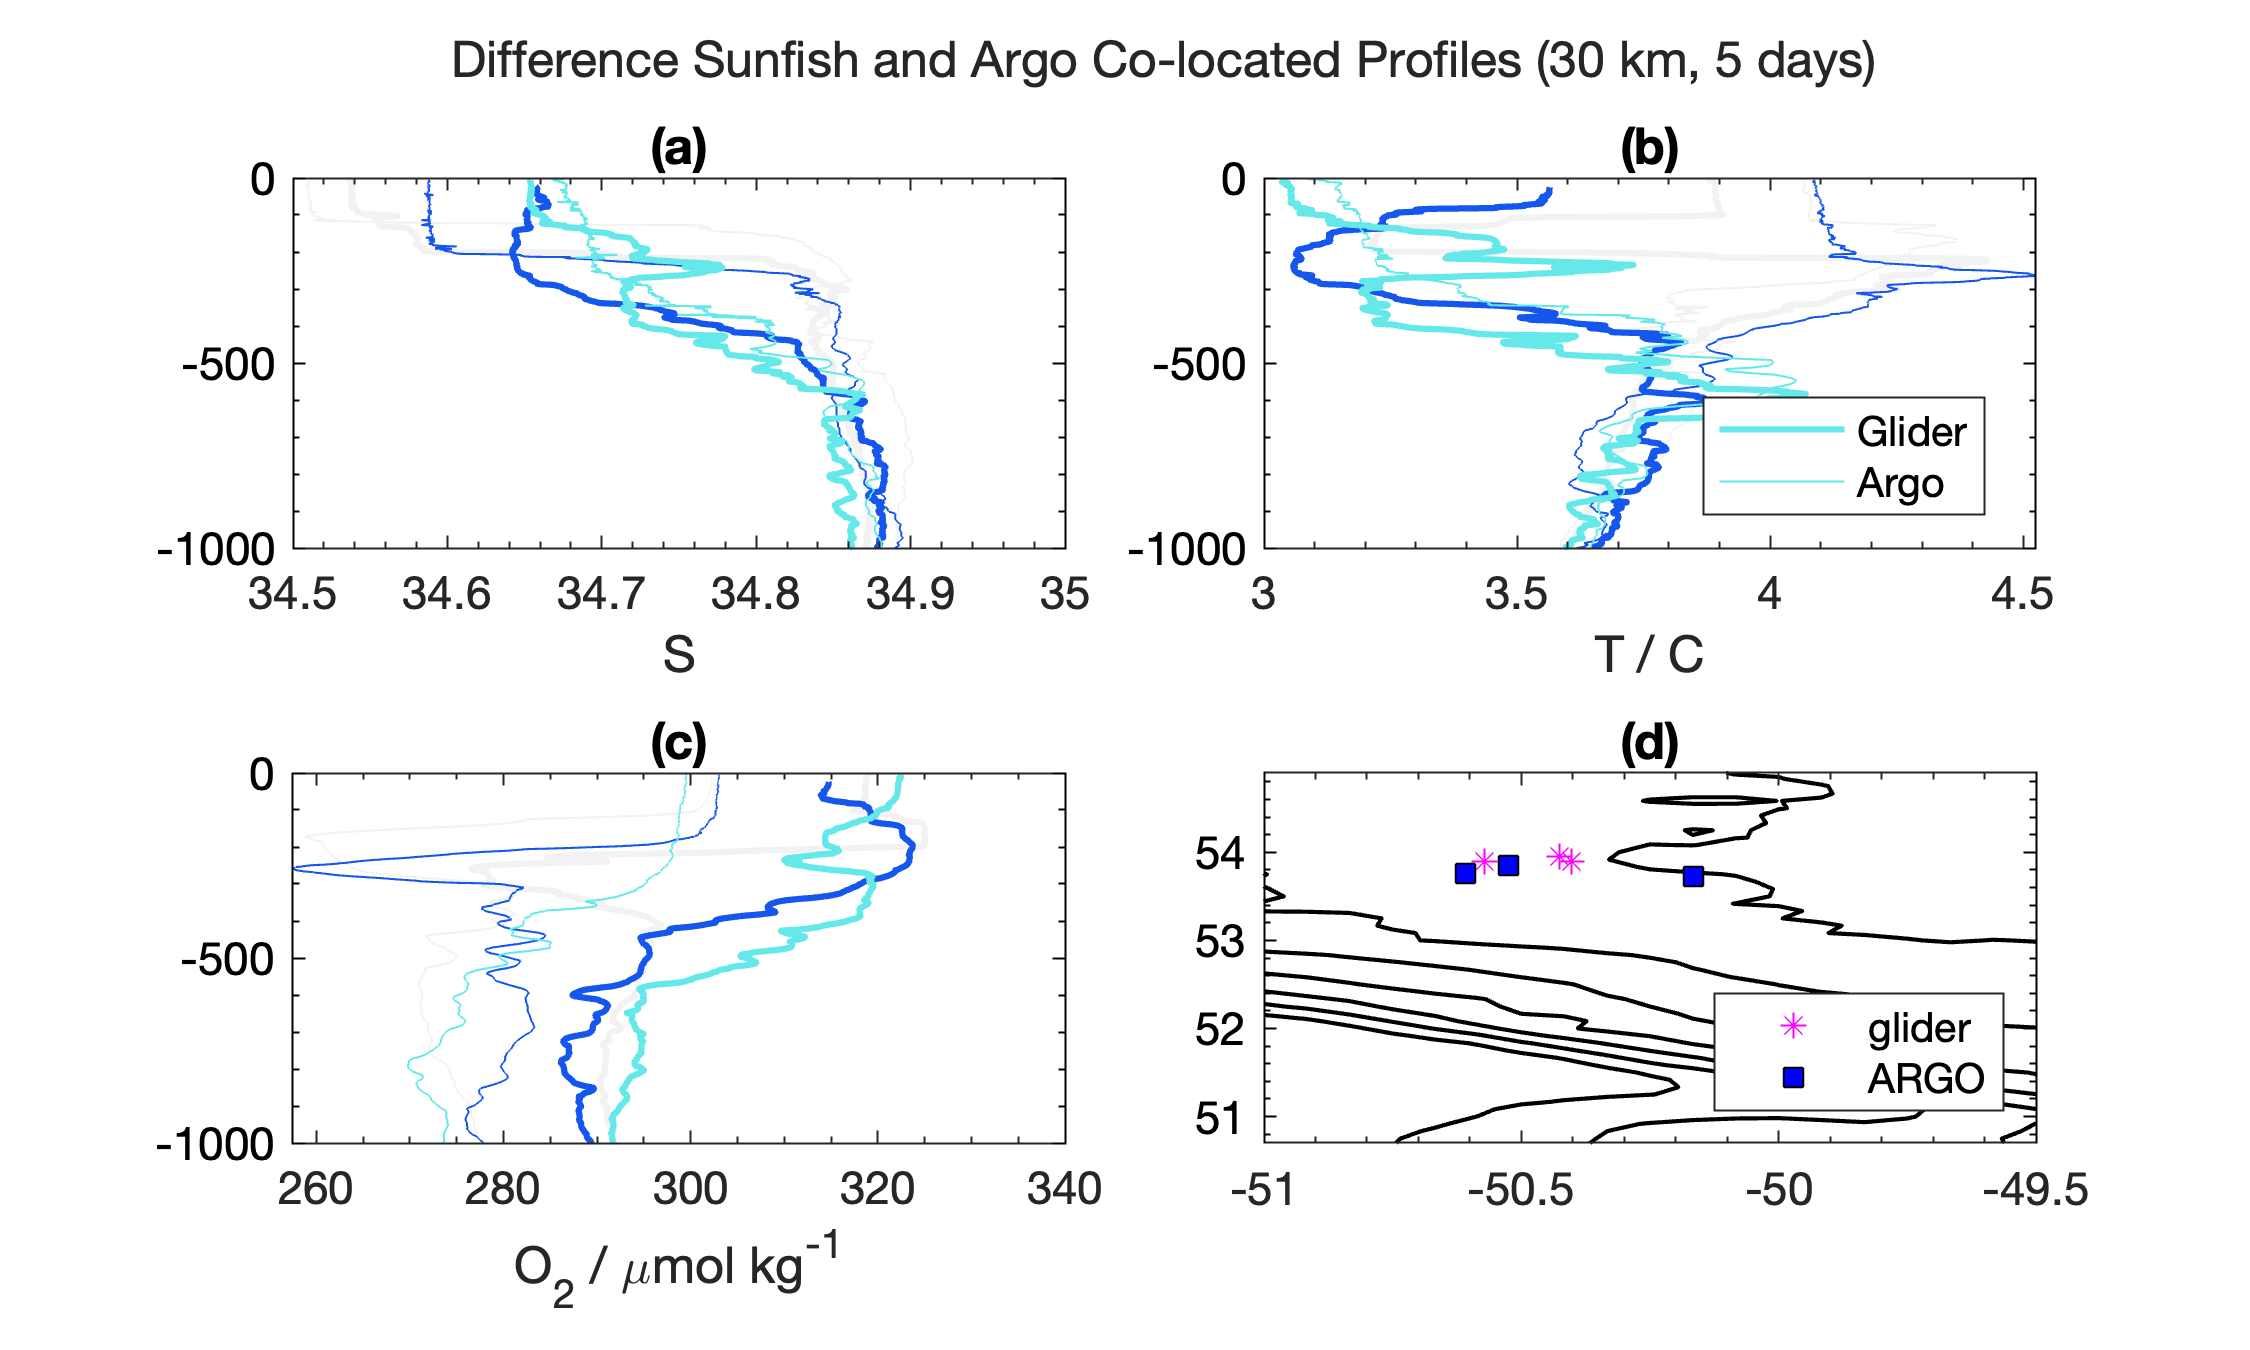 Difference Sunfish and Argo Co-located Profiles (30 km, 5 days)
(a)
0
-500
-1000
34.5 34.6 34.7 34.8 34.9 35
S
(b)
0
-500
-1000
3 3.5 4 4.5
T / C
Glider
Argo
(c)
0
-500
-1000
260 280 300 320 340
O2 / μmol kg-1
(d)
54
53
52
51
-51 -50.5 -50 -49.5
glider
ARGO